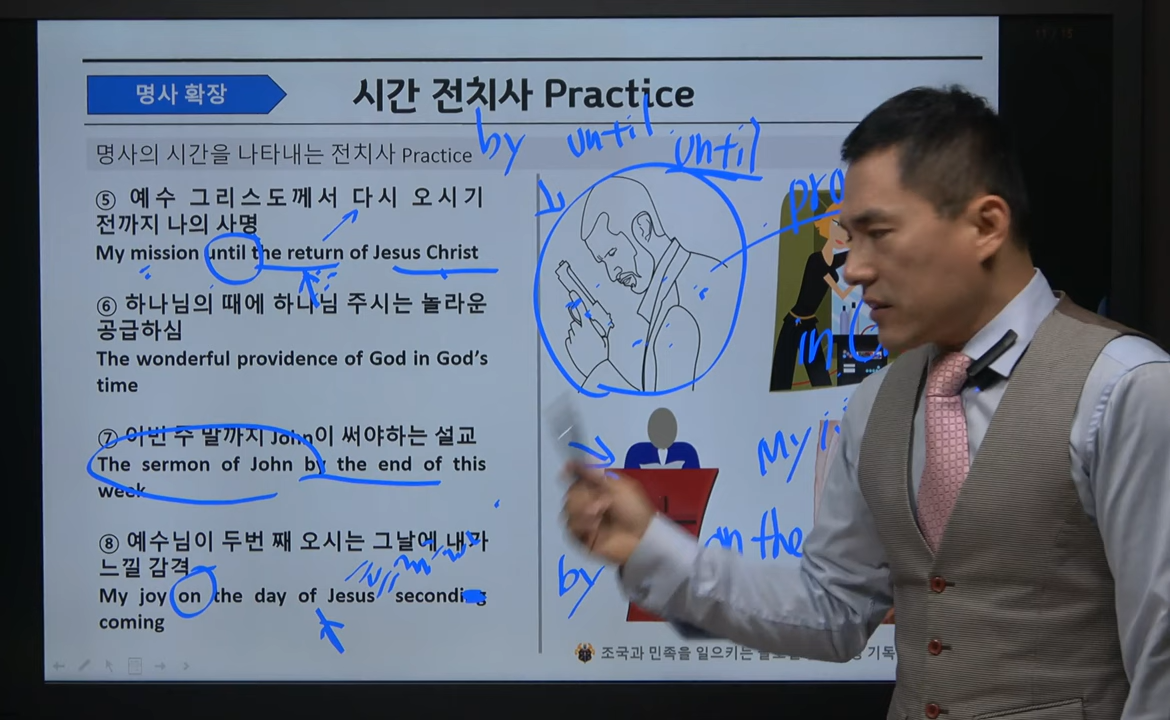 명사 확장
시간 전치사 Practice
명사의 시간을 나타내는 전치사 Practice
by until until
⑤ 예수 그리스도께서 다시 오시기
전까지 나의 사명
My mission until the return of Jesus Christ
⑥ 하나님의 때에 하나님 주시는 놀라운
공급하심
The wonderful providence of God in God's
time
⑦ 이번 주 말까지 John이 써야하는 설교
The sermon of John by the end of this
week
⑧ 예수님이 두번 째 오시는 그날에 내가
느낄 감격
My joy on the day of Jesus second
coming
pro
in
My
on the
by
조국과 민족을 일으키는